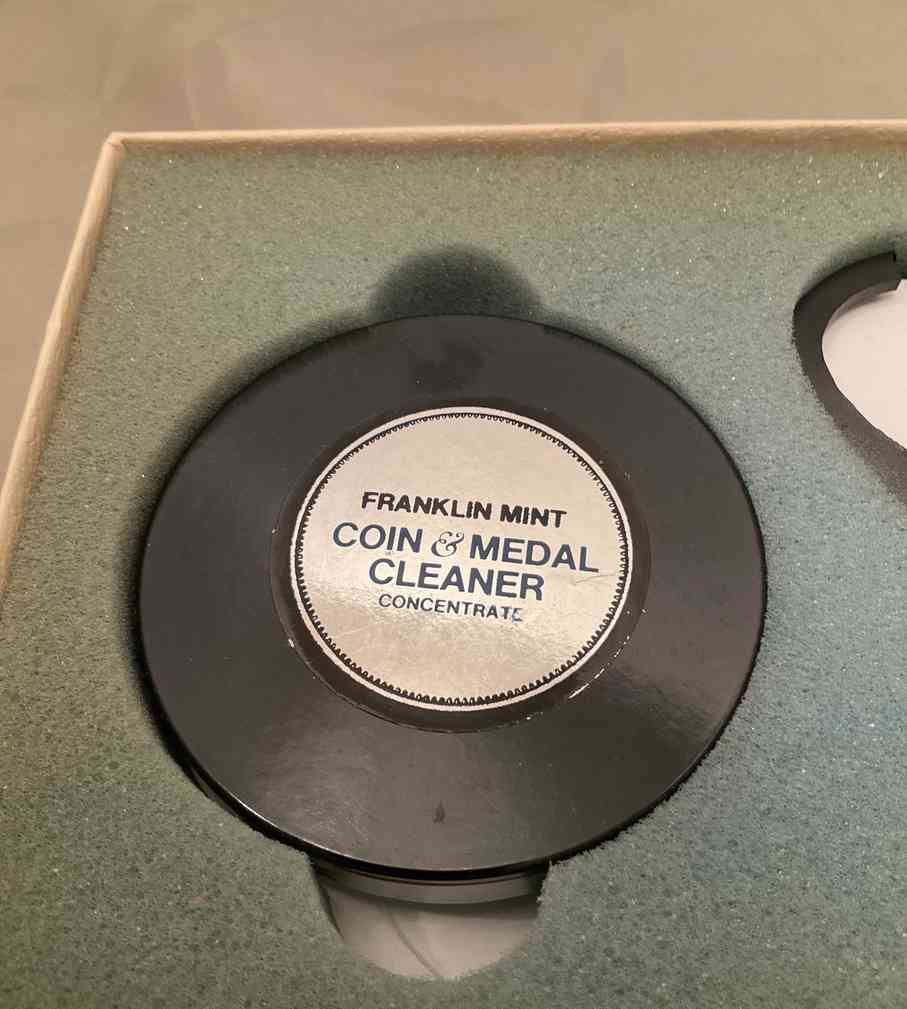 FRANKLIN MINT
COIN & MEDAL
CLEANER
CONCENTRATE